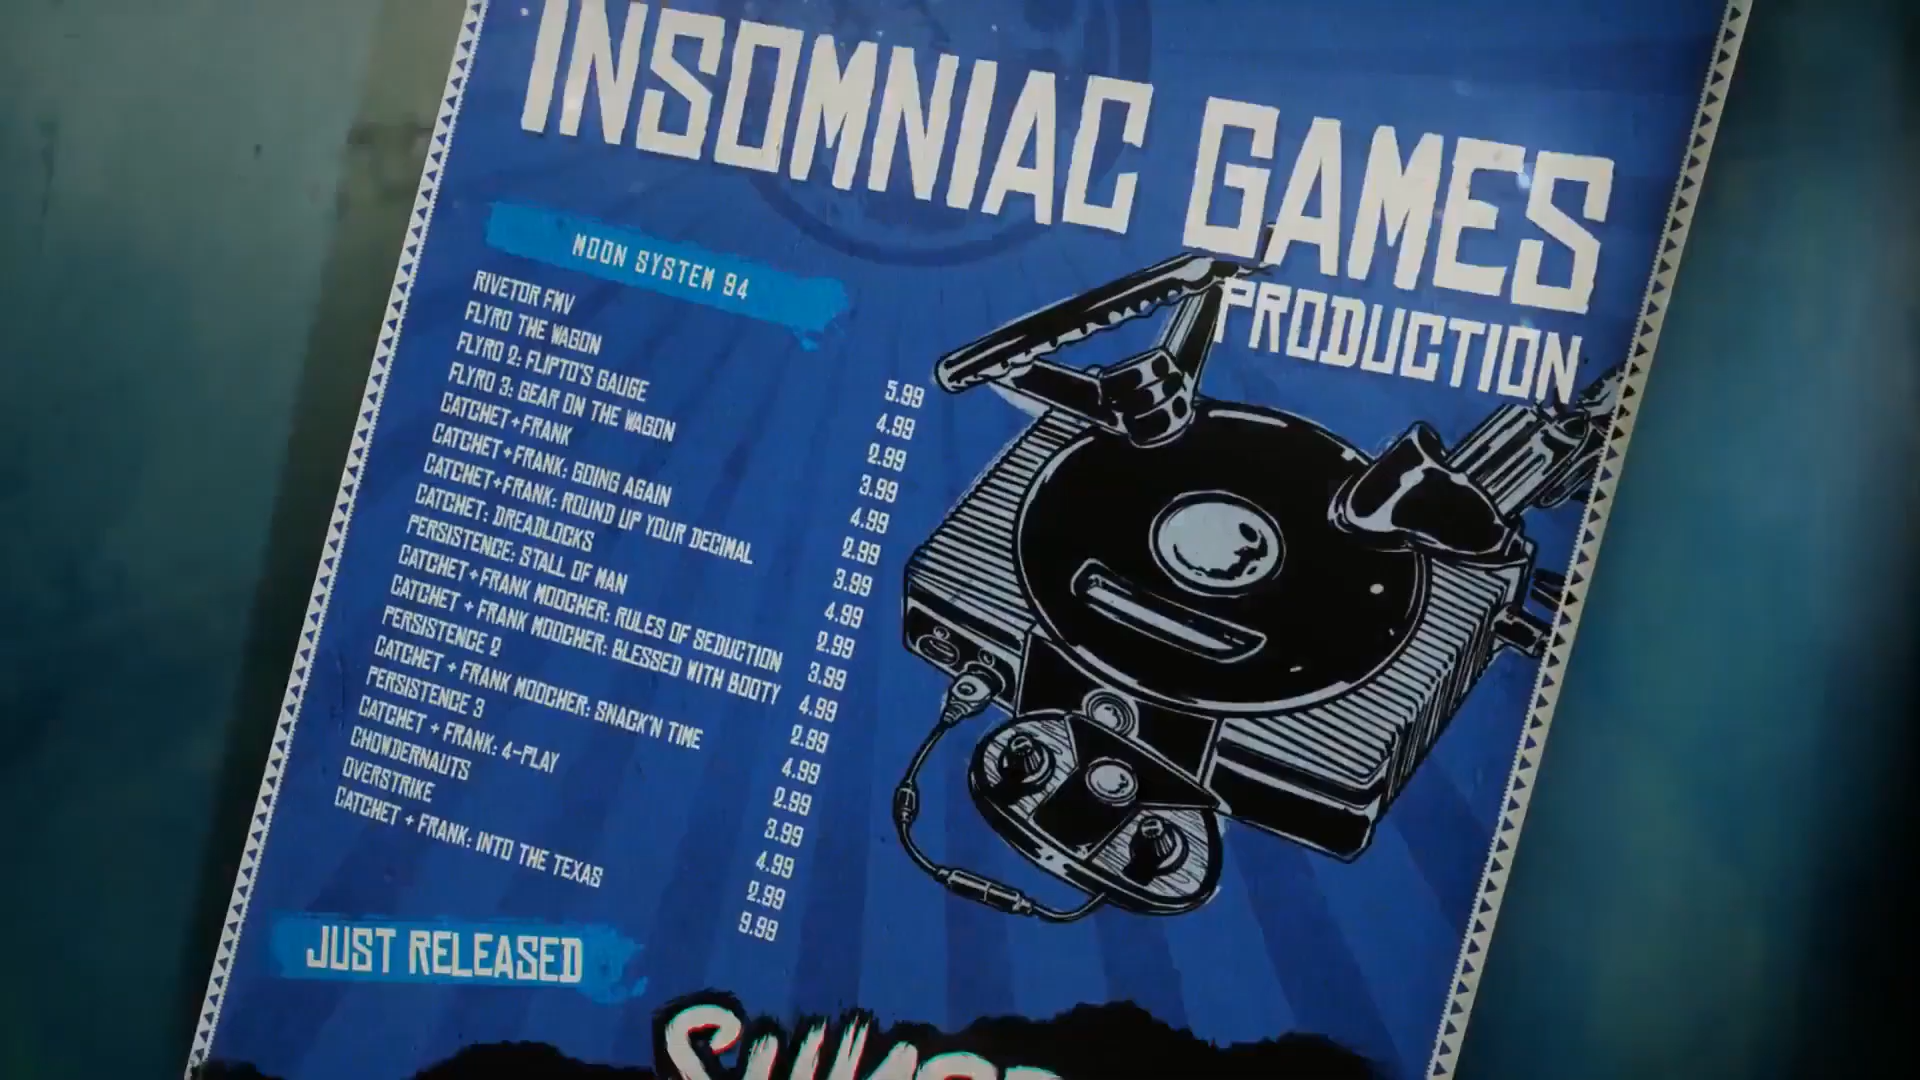 INSOMNIAC GAMES
PRODUCTION
MOON SYSTEM 94
RIVETOR FMV 5.99
FLYRO THE WAGON 4.99
FLYRO 2: FLIPTO'S GAUGE 2.99
FLYRO 3: GEAR ON THE WAGON 3.99
CATCHET+FRANK 4.99
CATCHET+FRANK: GOING AGAIN 2.99
CATCHET+FRANK: ROUND UP YOUR DECIMAL 3.99
CATCHET: DREADLOCKS 4.99
PERSISTENCE: STALL OF MAN 2.99
CATCHET+FRANK MOOCHER: RULES OF SEDUCTION 3.99
CATCHET + FRANK MOOCHER: BLESSED WITH BOOTY 4.99
PERSISTENCE 2 2.99
CATCHET + FRANK MOOCHER: SNACK'N TIME 4.99
PERSISTENCE 3 2.99
CATCHET + FRANK: 4-PLAY 3.99
CHOWDERNAUTS 4.99
OVERSTRIKE 2.99
CATCHET + FRANK: INTO THE TEXAS 9.99
JUST RELEASED